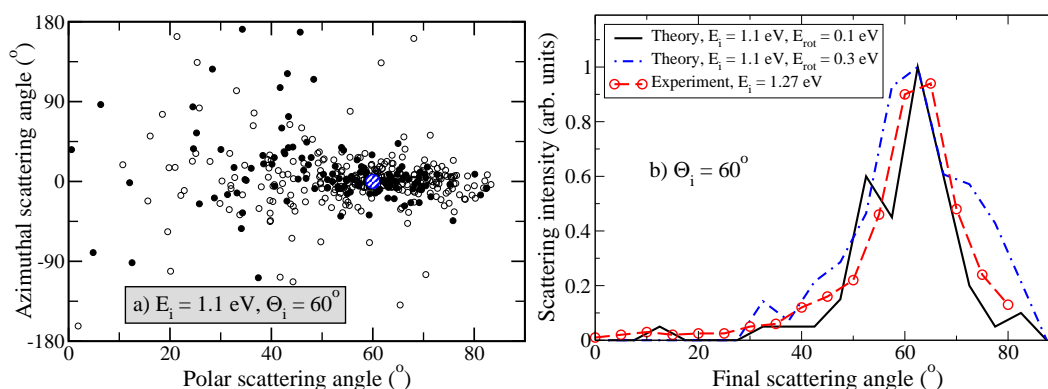 180
90
0
-90
-180
Azimuthal scattering angle (°)
a) E_i = 1.1 eV, Θ_i = 60°
0 20 40 60 80
Polar scattering angle (°)
Scattering intensity (arb. units)
1
0.8
0.6
0.4
0.2
0
Theory, E_i = 1.1 eV, E_rot = 0.1 eV
Theory, E_i = 1.1 eV, E_rot = 0.3 eV
Experiment, E_i = 1.27 eV
b) Θ_i = 60°
0 20 40 60 80
Final scattering angle (°)